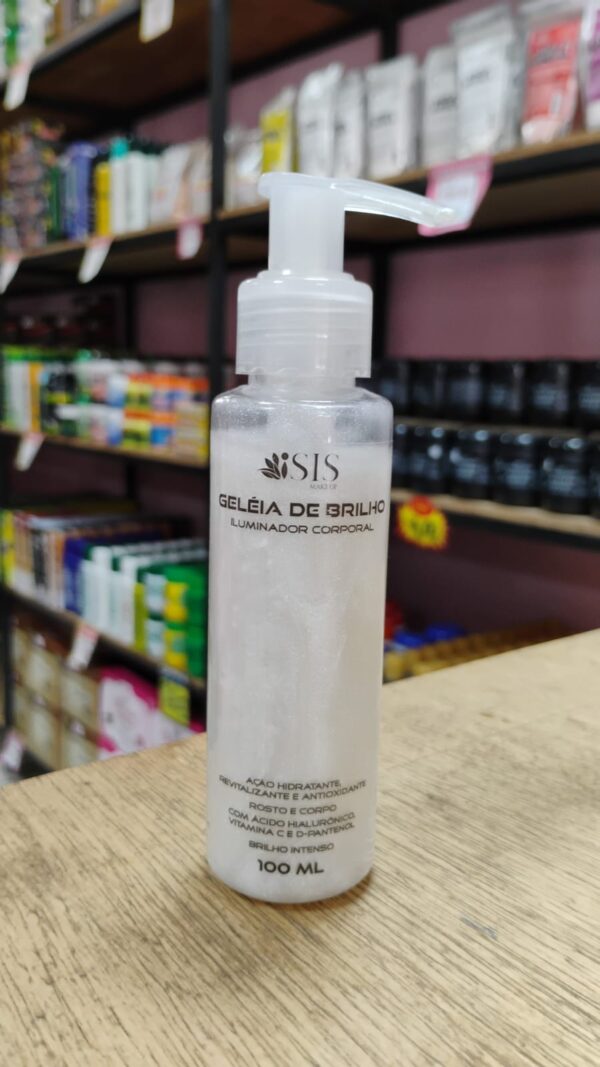 iSIS
MAKE UP
GELÉIA DE BRILHO
ILUMINADOR CORPORAL
AÇÃO HIDRATANTE,
REVITALIZANTE E ANTIOXIDANTE
ROSTO E CORPO
COM ÁCIDO HIALURÔNICO,
VITAMINA C E D-PANTENOL
BRILHO INTENSO
100 ML